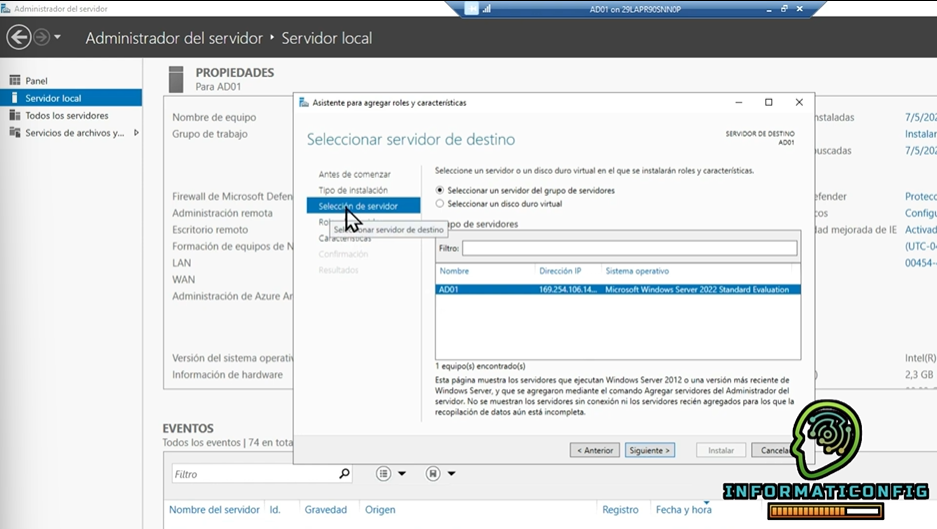 Administrador del servidor
AD01 on 29LAPR90SNN0P
Administrador del servidor • Servidor local
Panel
Servidor local
Todos los servidores
Servicios de archivos y...
PROPIEDADES
Para AD01
Nombre de equipo
Grupo de trabajo
Firewall de Microsoft Defen
Administración remota
Escritorio remoto
Formación de equipos de N
LAN
WAN
Administración de Azure Ar
Versión del sistema operati
Información de hardware
nstaladas
uscadas
efender
cos
dad mejorada de IE
7/5/202
Instalar
7/5/202
Protecc
Configu
Activad
(UTC-0
00454-
Intel(R)
2,3 GB
Asistente para agregar roles y características
Seleccionar servidor de destino
SERVIDOR DE DESTINO
AD01
Antes de comenzar
Tipo de instalación
Selección de servidor
Seleccionar servidor de destino
Características
Confirmación
Resultados
Seleccione un servidor o un disco duro virtual en el que se instalarán roles y características.
Seleccionar un servidor del grupo de servidores
Seleccionar un disco duro virtual
upo de servidores
Filtro:
Nombre Dirección IP Sistema operativo
AD01 169.254.106.14... Microsoft Windows Server 2022 Standard Evaluation
1 equipo(s) encontrado(s)
Esta página muestra los servidores que ejecutan Windows Server 2012 o una versión más reciente de
Windows Server, y que se agregaron mediante el comando Agregar servidores del Administrador del
servidor. No se muestran los servidores sin conexión ni los servidores recién agregados para los que la
recopilación de datos aún está incompleta.
< Anterior Siguiente > Instalar Cancela
EVENTOS
Todos los eventos | 74 en tota
Filtro
Nombre del servidor Id. Gravedad Origen Registro Fecha y hora
INFORMATICONFIG